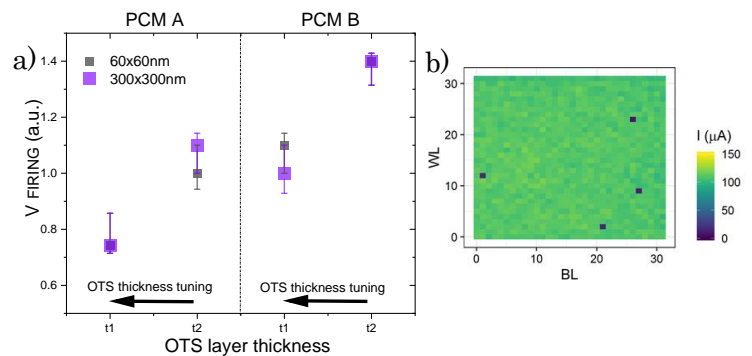 PCM A
PCM B
a)
60x60nm
300x300nm
V FIRING (a.u.)
1.4
1.2
1.0
0.8
0.6
OTS thickness tuning
OTS thickness tuning
t1
t2
t1
t2
OTS layer thickness
b)
WL
30
20
10
0
0
10
20
30
BL
I (μA)
150
100
50
0